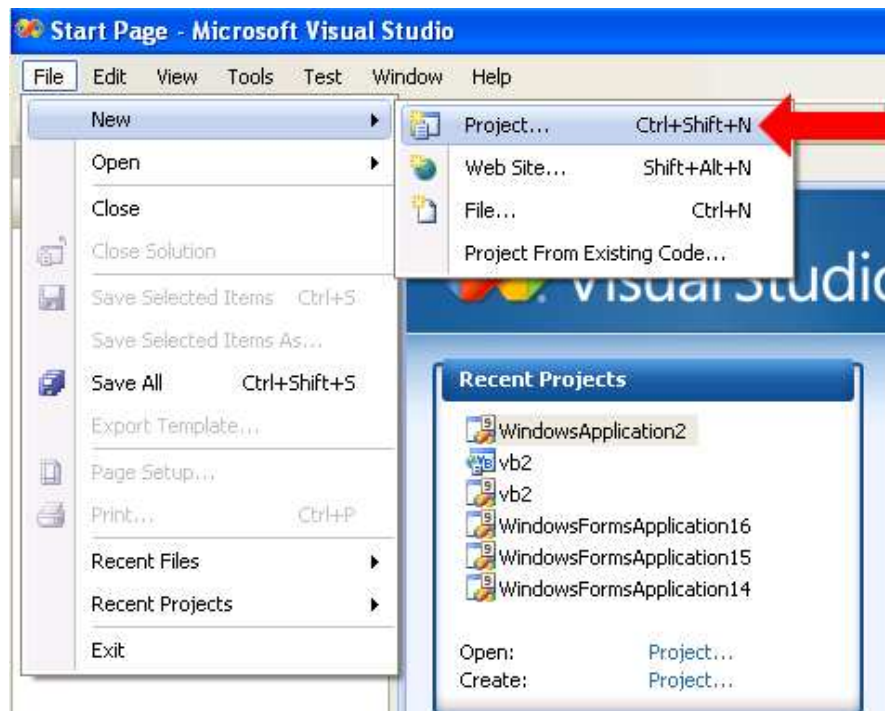 Start Page - Microsoft Visual Studio
File Edit View Tools Test Window Help
New
Project... Ctrl+Shift+N
Open
Web Site... Shift+Alt+N
Close
File... Ctrl+N
Close Solution
Project From Existing Code...
Save Selected Items Ctrl+S
Visual Studio
Save Selected Items As...
Save All Ctrl+Shift+S
Recent Projects
Export Template...
WindowsApplication2
Page Setup...
vb2
vb2
Print... Ctrl+P
WindowsFormsApplication16
Recent Files
WindowsFormsApplication15
WindowsFormsApplication14
Recent Projects
Exit
Open: Project...
Create: Project...